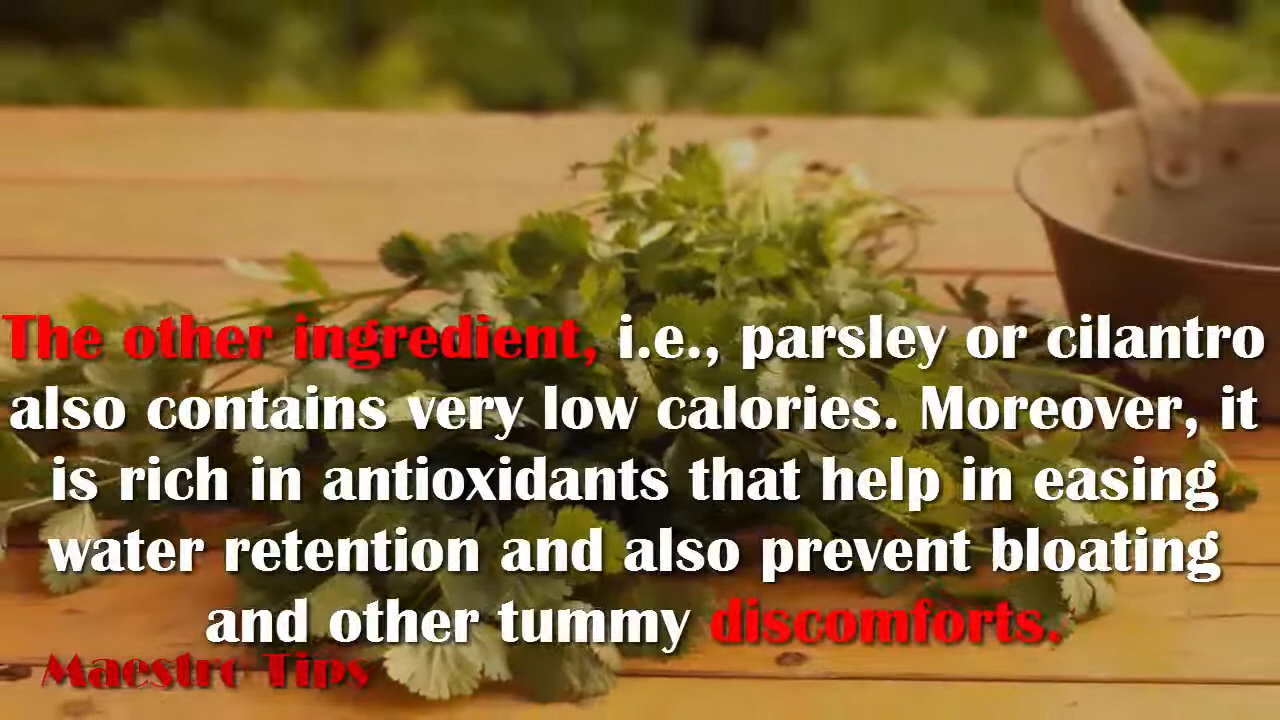 The other ingredient, i.e., parsley or cilantro
also contains very low calories. Moreover, it
is rich in antioxidants that help in easing
water retention and also prevent bloating
and other tummy discomforts.
Maestro Tips